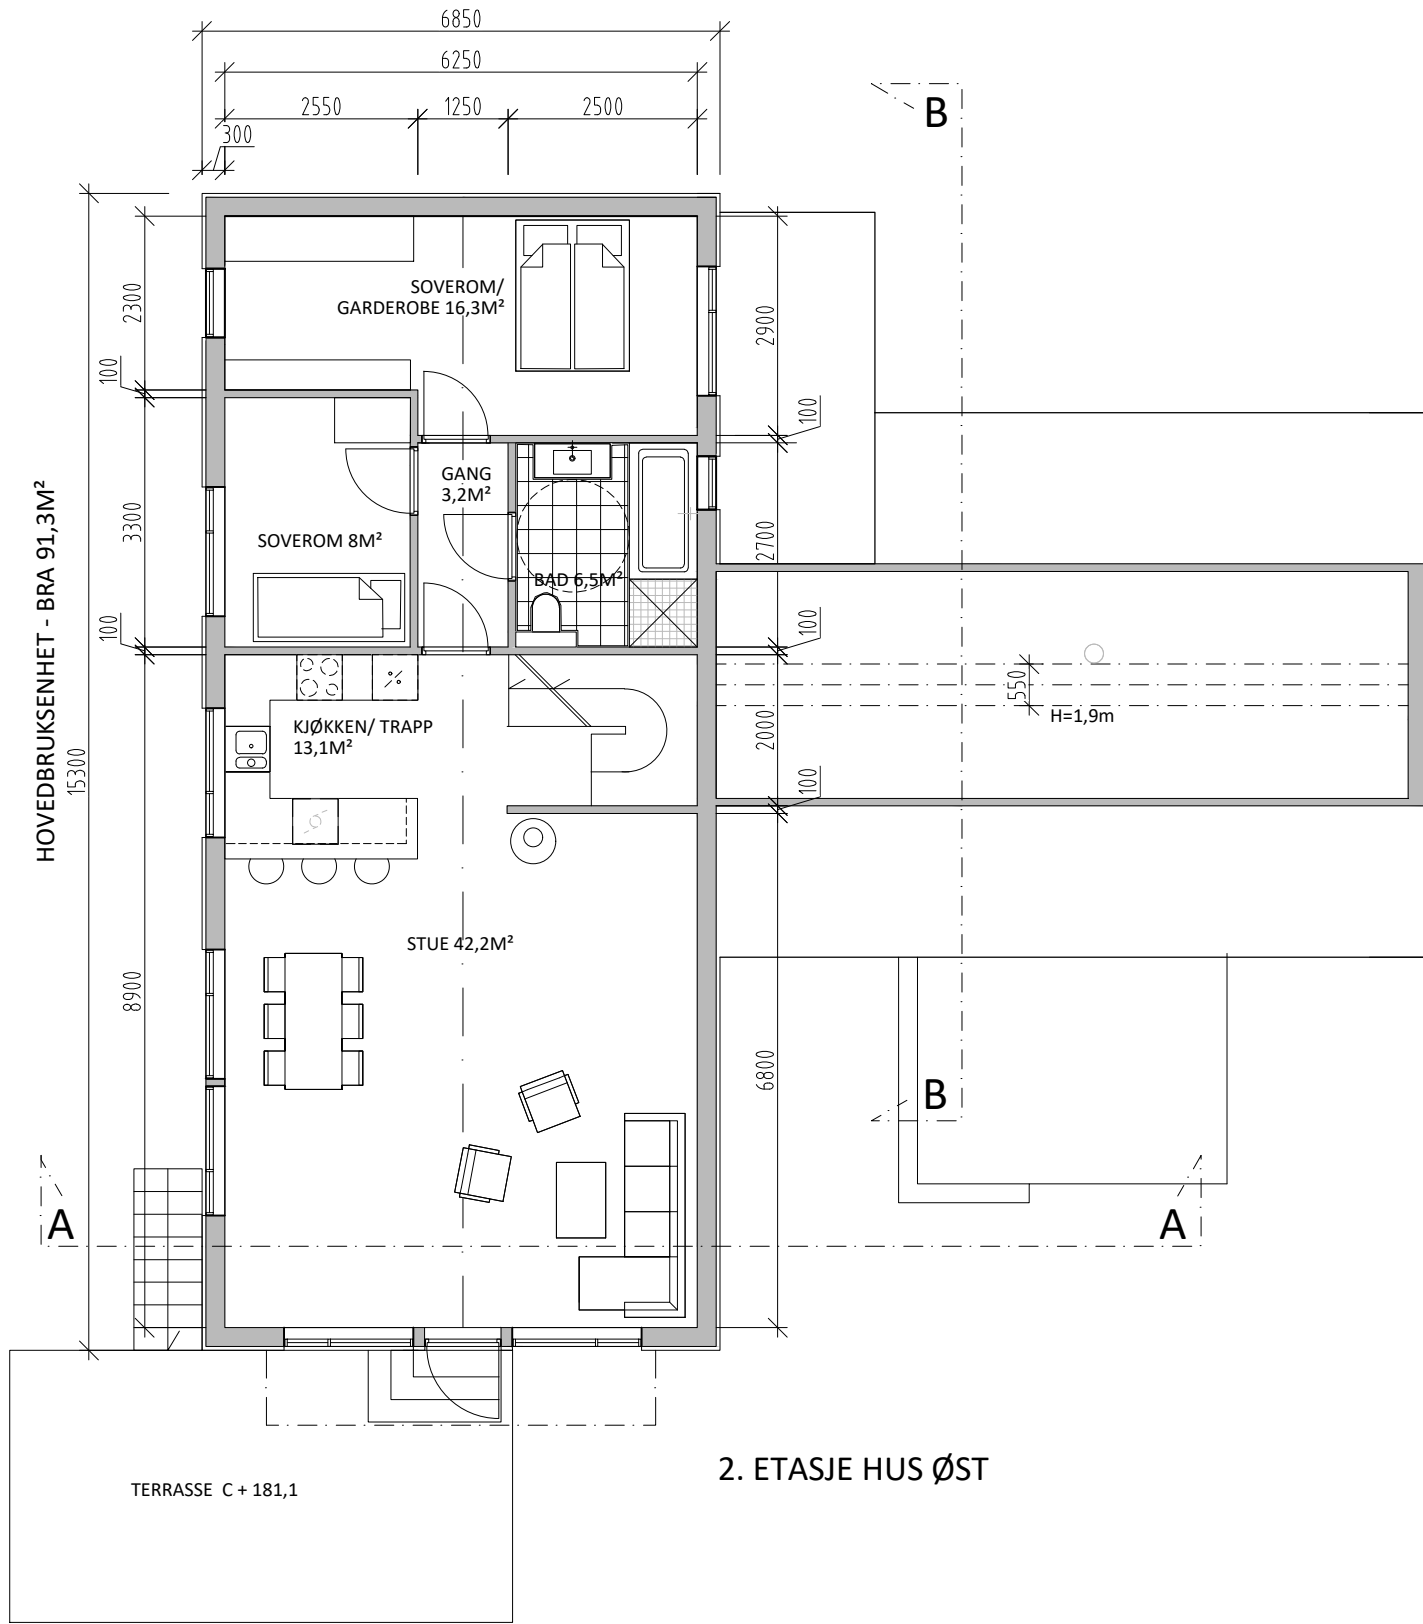 6850
6250
2550
1250
2500
300
B
2300
SOVEROM/
GARDEROBE 16,3M²
2900
100
100
GANG
3,2M²
HOVEDBRUKSENHET - BRA 91,3M²
3300
SOVEROM 8M²
2700
BAD 6,5M²
100
100
550
KJØKKEN/ TRAPP
13,1M²
2000
H=1,9m
15300
100
STUE 42,2M²
8900
6800
B
A
A
2. ETASJE HUS ØST
TERRASSE C + 181,1